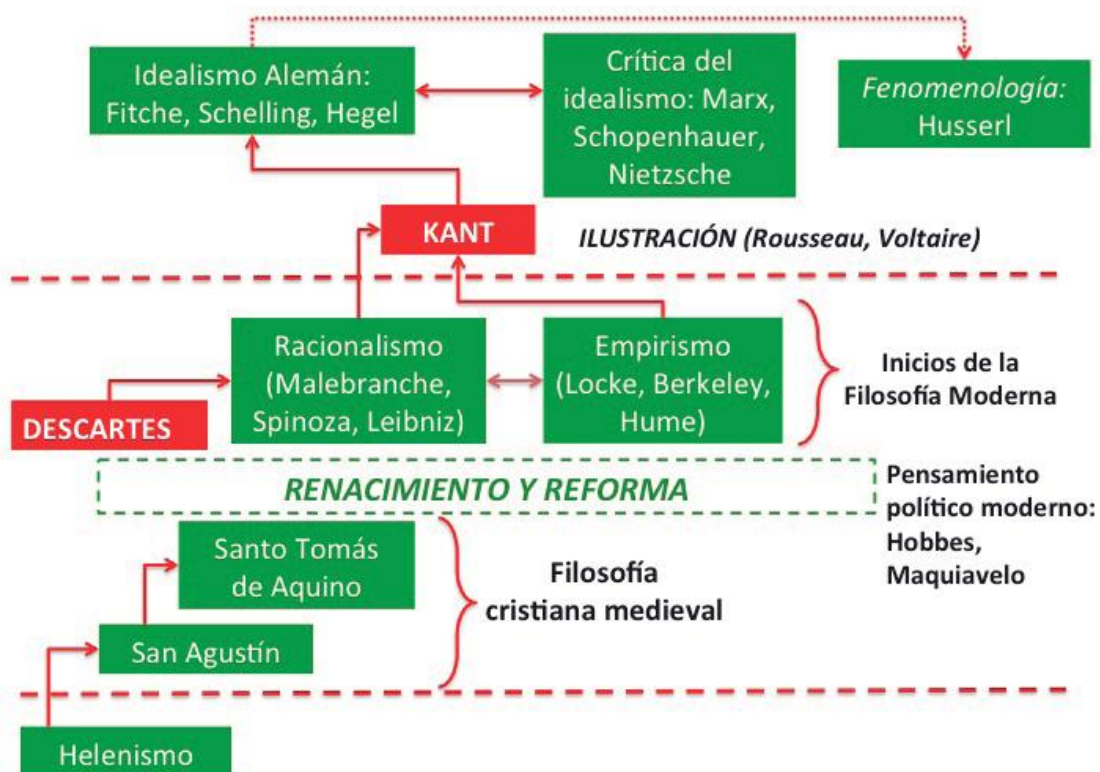 Idealismo Alemán:
Fitche, Schelling, Hegel
Crítica del
idealismo: Marx,
Schopenhauer,
Nietzsche
Fenomenología:
Husserl
KANT
ILUSTRACIÓN (Rousseau, Voltaire)
Racionalismo
(Malebranche,
Spinoza, Leibniz)
Empirismo
(Locke, Berkeley,
Hume)
Inicios de la
Filosofía Moderna
DESCARTES
RENACIMIENTO Y REFORMA
Pensamiento
político moderno:
Hobbes,
Maquiavelo
Santo Tomás
de Aquino
Filosofía
cristiana medieval
San Agustín
Helenismo